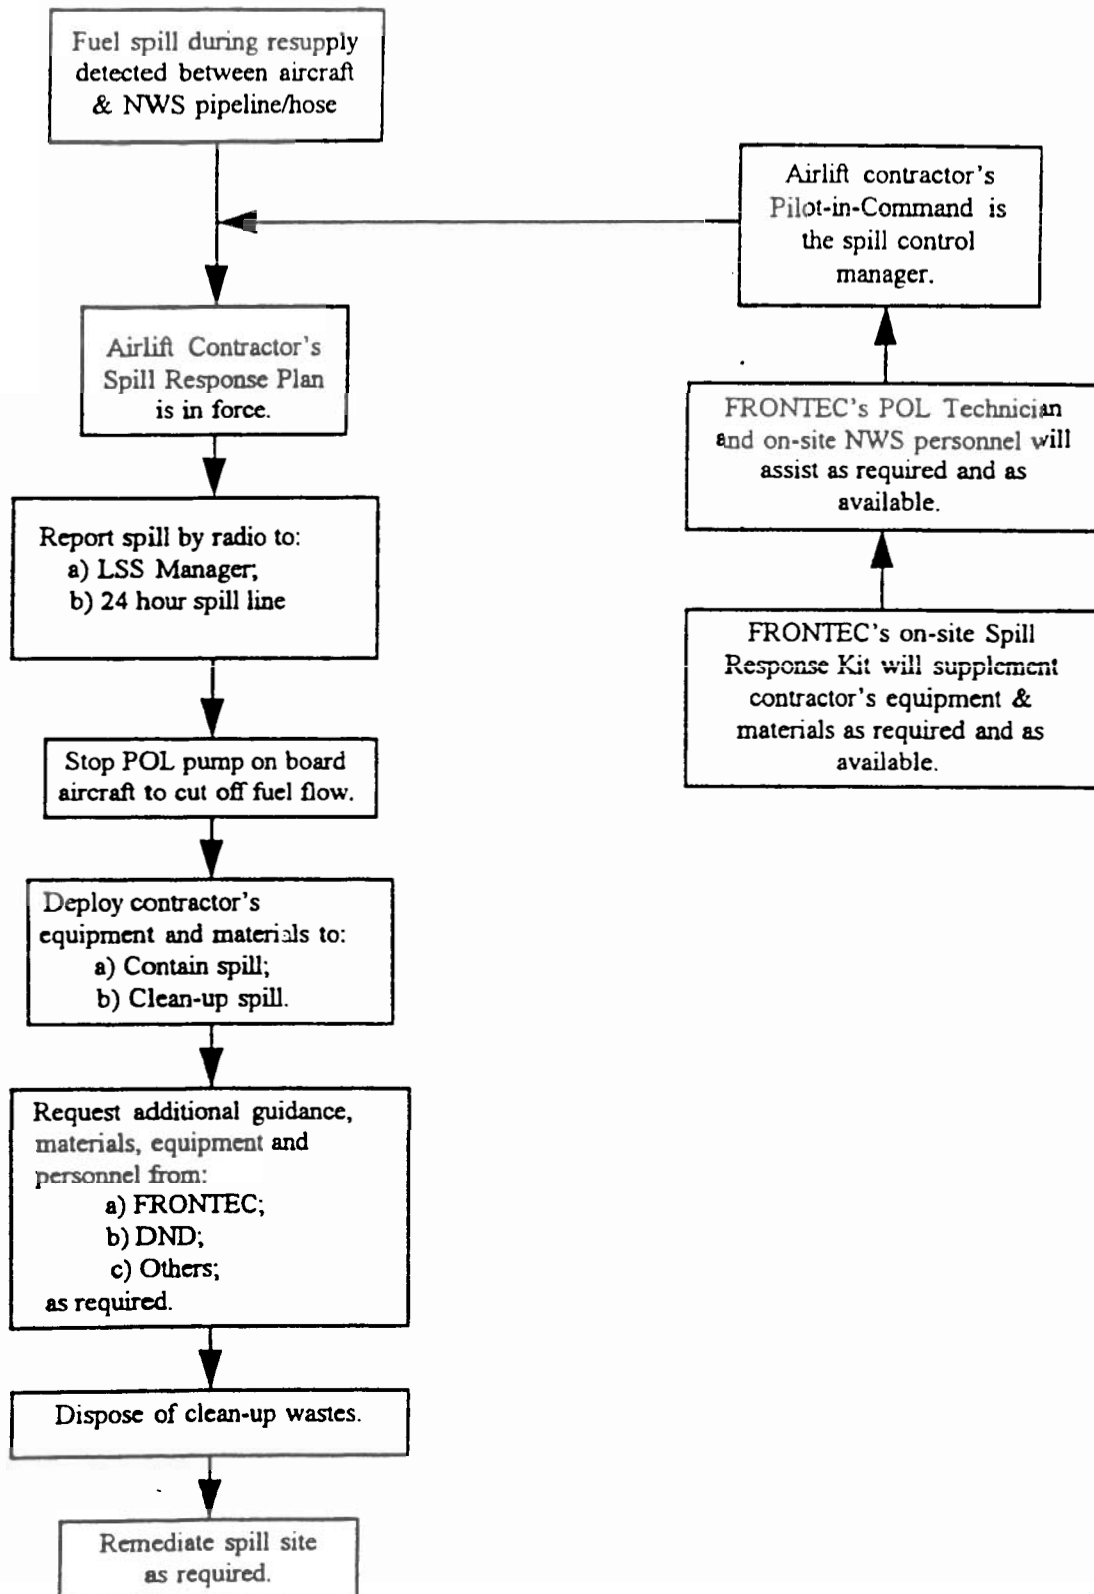 Fuel spill during resupply
detected between aircraft
& NWS pipeline/hose
Airlift contractor's
Pilot-in-Command is
the spill control
manager.
Airlift Contractor's
Spill Response Plan
is in force.
FRONTEC's POL Technician
and on-site NWS personnel will
assist as required and as
available.
Report spill by radio to:
a) LSS Manager;
b) 24 hour spill line
FRONTEC's on-site Spill
Response Kit will supplement
contractor's equipment &
materials as required and as
available.
Stop POL pump on board
aircraft to cut off fuel flow.
Deploy contractor's
equipment and materials to:
a) Contain spill;
b) Clean-up spill.
Request additional guidance,
materials, equipment and
personnel from:
a) FRONTEC;
b) DND;
c) Others;
as required.
Dispose of clean-up wastes.
Remediate spill site
as required.